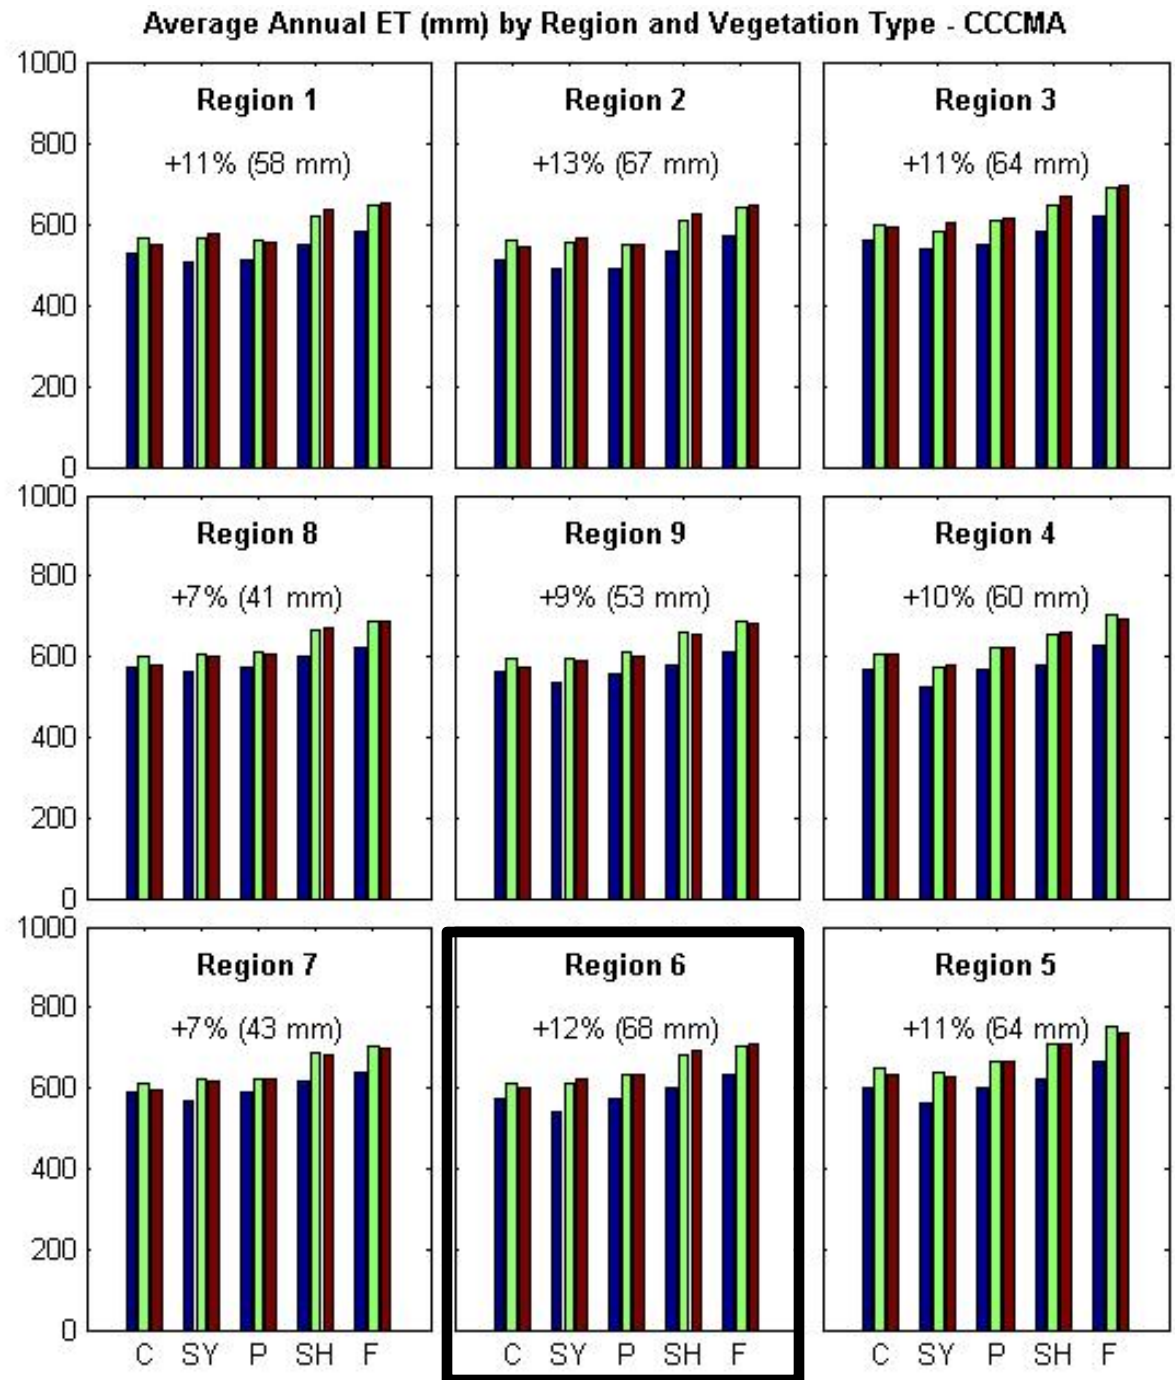 Average Annual ET (mm) by Region and Vegetation Type - CCCMA
1000
800
600
400
200
0
Region 1
+11% (58 mm)
Region 2
+13% (67 mm)
Region 3
+11% (64 mm)
1000
800
600
400
200
0
Region 8
+7% (41 mm)
Region 9
+9% (53 mm)
Region 4
+10% (60 mm)
1000
800
600
400
200
0
Region 7
+7% (43 mm)
C SY P SH F
Region 6
+12% (68 mm)
C SY P SH F
Region 5
+11% (64 mm)
C SY P SH F